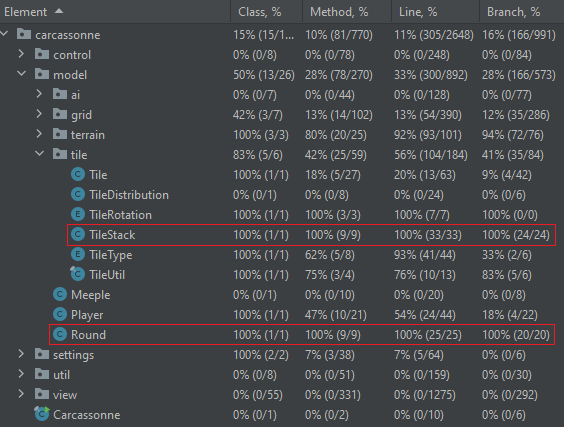 Element Class, % Method, % Line, % Branch, %
carcassonne 15% (15/1... 10% (81/770) 11% (305/2648) 16% (166/991)
control 0% (0/8) 0% (0/78) 0% (0/248) 0% (0/84)
model 50% (13/26) 28% (78/270) 33% (300/892) 28% (166/573)
ai 0% (0/7) 0% (0/44) 0% (0/128) 0% (0/77)
grid 42% (3/7) 13% (14/102) 13% (54/390) 12% (35/286)
terrain 100% (3/3) 80% (20/25) 92% (93/101) 94% (72/76)
tile 83% (5/6) 42% (25/59) 56% (104/184) 41% (35/84)
C Tile 100% (1/1) 18% (5/27) 20% (13/63) 9% (4/42)
C TileDistribution 0% (0/1) 0% (0/8) 0% (0/24) 0% (0/6)
E TileRotation 100% (1/1) 100% (3/3) 100% (7/7) 100% (0/0)
C TileStack 100% (1/1) 100% (9/9) 100% (33/33) 100% (24/24)
E TileType 100% (1/1) 62% (5/8) 93% (41/44) 33% (2/6)
C TileUtil 100% (1/1) 75% (3/4) 76% (10/13) 83% (5/6)
C Meeple 0% (0/1) 0% (0/10) 0% (0/20) 0% (0/8)
C Player 100% (1/1) 47% (10/21) 54% (24/44) 18% (4/22)
C Round 100% (1/1) 100% (9/9) 100% (25/25) 100% (20/20)
settings 100% (2/2) 7% (3/38) 7% (5/64) 0% (0/6)
util 0% (0/8) 0% (0/51) 0% (0/159) 0% (0/30)
view 0% (0/55) 0% (0/331) 0% (0/1275) 0% (0/292)
C Carcassonne 0% (0/1) 0% (0/2) 0% (0/10) 0% (0/6)